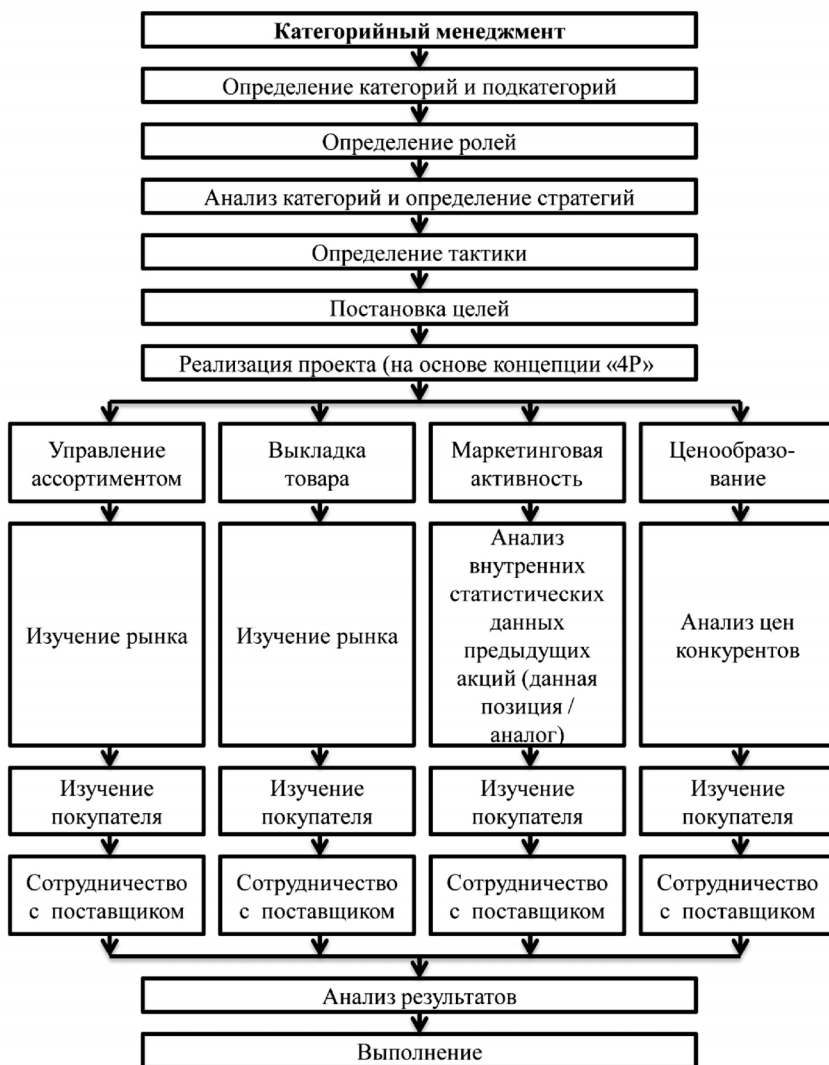 Категорийный менеджмент
Определение категорий и подкатегорий
Определение ролей
Анализ категорий и определение стратегий
Определение тактики
Постановка целей
Реализация проекта (на основе концепции «4P»
Управление
ассортиментом
Выкладка
товара
Маркетинговая
активность
Ценообразо-
вание
Изучение рынка
Изучение рынка
Анализ
внутренних
статистических
данных
предыдущих
акций (данная
позиция /
аналог)
Анализ цен
конкурентов
Изучение
покупателя
Изучение
покупателя
Изучение
покупателя
Изучение
покупателя
Сотрудничество
с поставщиком
Сотрудничество
с поставщиком
Сотрудничество
с поставщиком
Сотрудничество
с поставщиком
Анализ результатов
Выполнение